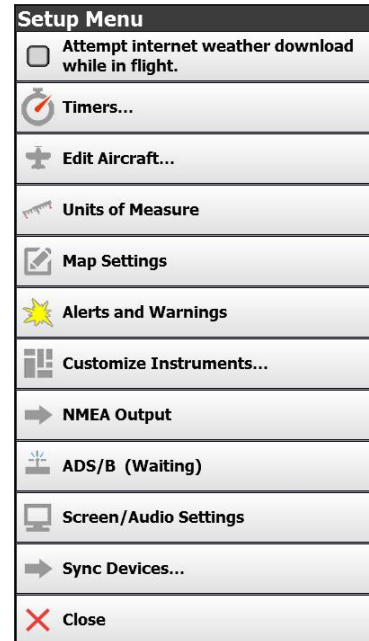 Setup Menu
Attempt internet weather download
while in flight.
Timers...
Edit Aircraft...
Units of Measure
Map Settings
Alerts and Warnings
Customize Instruments...
NMEA Output
ADS/B (Waiting)
Screen/Audio Settings
Sync Devices...
Close